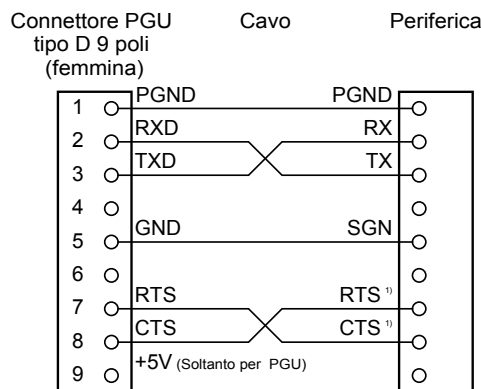 Connettore PGU Cavo Periferica
tipo D 9 poli
(femmina)
1 PGND PGND
2 RXD RX
3 TXD TX
4
5 GND SGN
6
7 RTS RTS 1)
8 CTS CTS 1)
9 +5V (Soltanto per PGU)